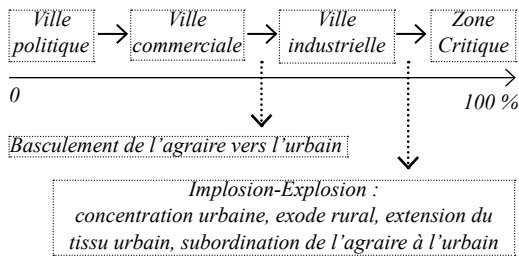 Ville politique
Ville commerciale
Ville industrielle
Zone Critique
0
100 %
Basculement de l'agraire vers l'urbain
Implosion-Explosion :
concentration urbaine, exode rural, extension du
tissu urbain, subordination de l'agraire à l'urbain